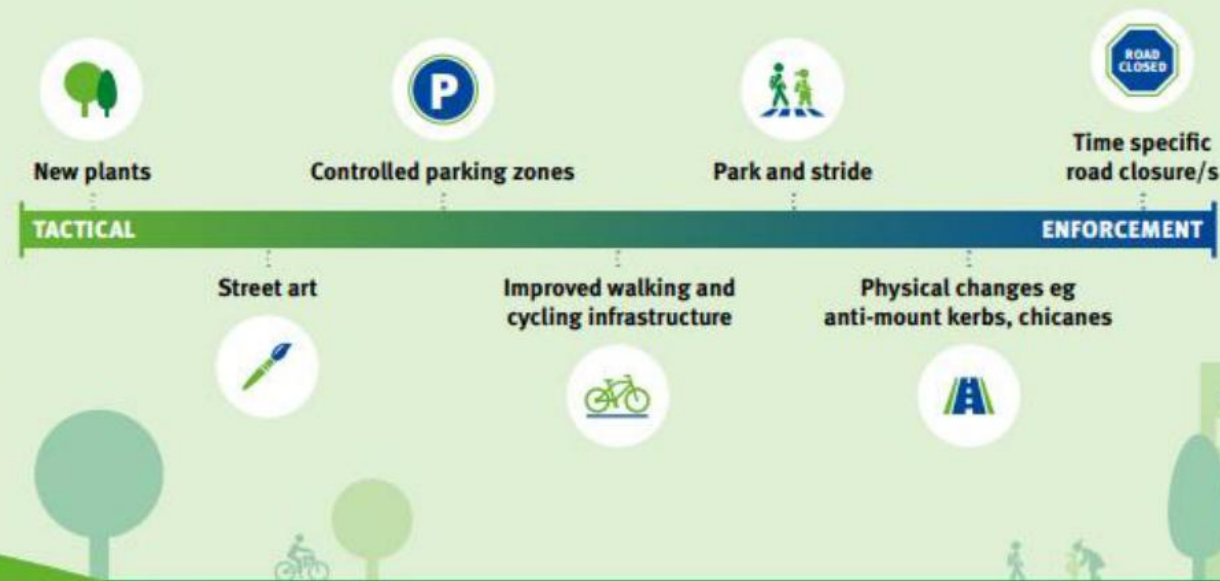 P
ROAD
CLOSED
New plants
Controlled parking zones
Park and stride
Time specific
road closure/s
TACTICAL
ENFORCEMENT
Street art
Improved walking and
cycling infrastructure
Physical changes eg
anti-mount kerbs, chicanes